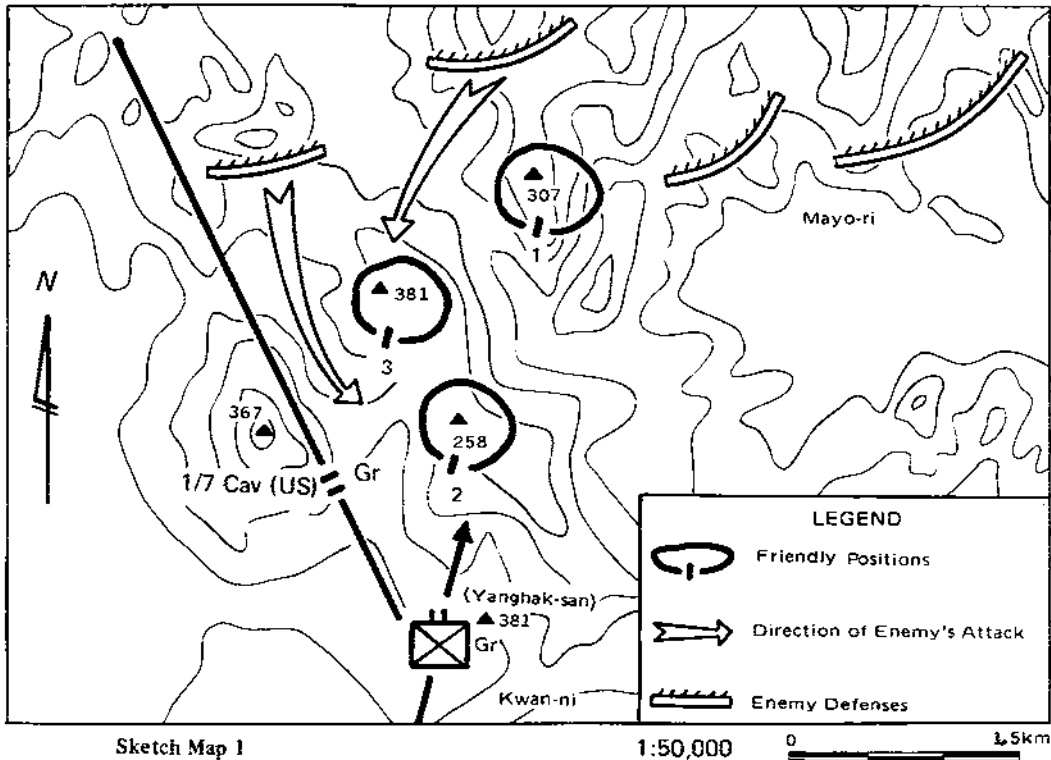 307
Mayo-ri
1
N
381
3
367
258
1/7 Cav (US)
Gr
2
(Yanghak-san)
381
Gr
Kwan-ni
LEGEND
Friendly Positions
Direction of Enemy's Attack
Enemy Defenses
Sketch Map 1
1:50,000
0
1,5km